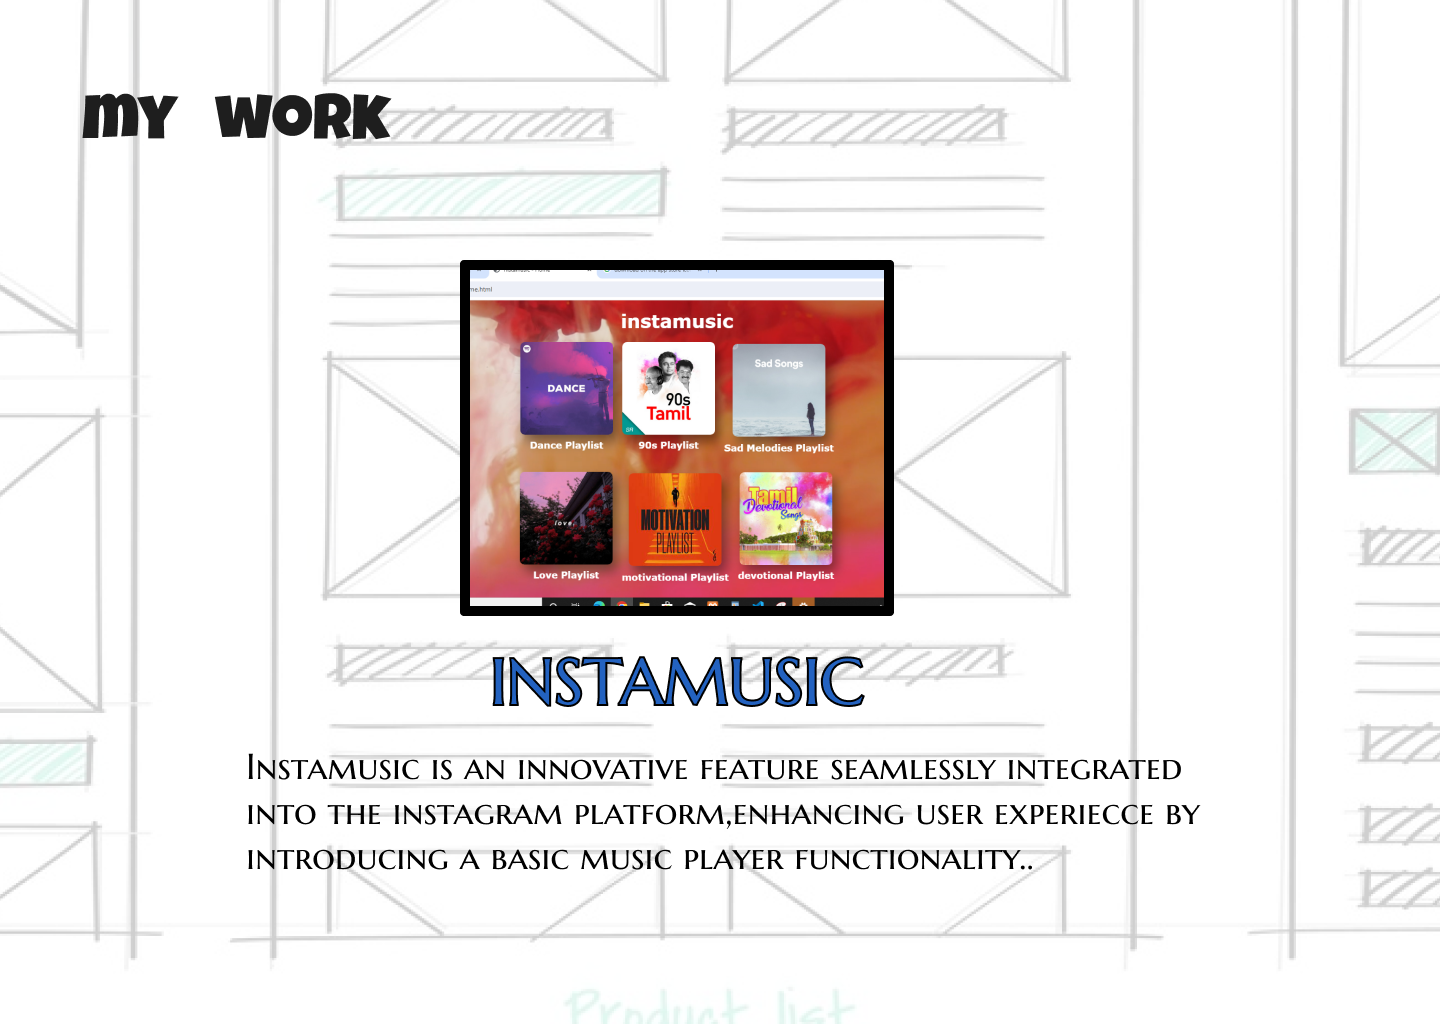 my work
me.html
instamusic
DANCE
90s
Tamil
Sad Songs
Dance Playlist
90s Playlist
Sad Melodies Playlist
love.
MOTIVATION
PLAYLIST
Tamil
Devotional
Songs
Love Playlist
motivational Playlist
devotional Playlist
INSTAMUSIC
Instamusic is an innovative feature seamlessly integrated
into the instagram platform,enhancing user experiecce by
introducing a basic music player functionality..
Product list